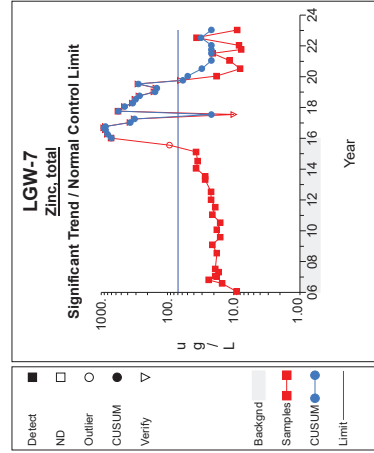 LGW-7
Zinc, total
Significant Trend / Normal Control Limit
1000.
100.
10.0
1.00
ug/L
06
08
10
12
14
16
18
20
22
24
Year
Detect
ND
Outlier
CUSUM
Verify
Backgnd
Samples
CUSUM
Limit